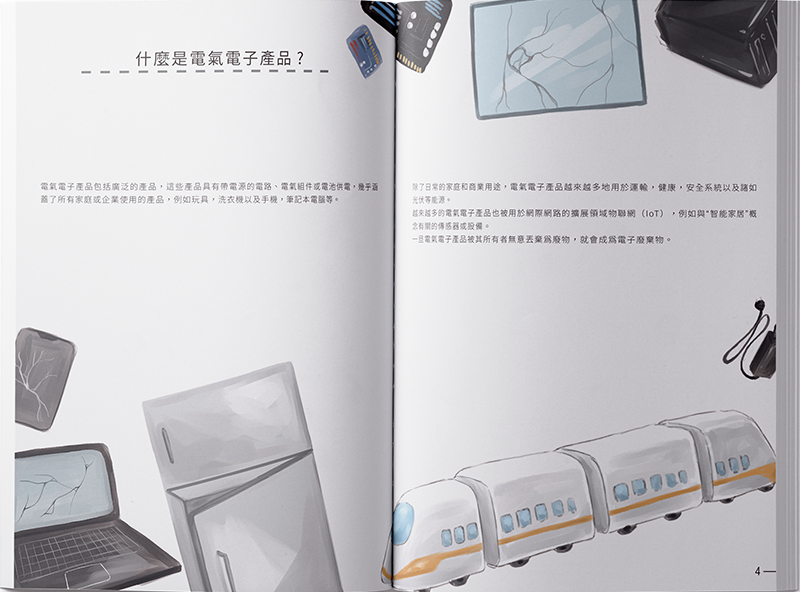 什麼是電氣電子產品？
電氣電子產品包括廣泛的產品，這些產品具有帶電源的電路、電氣組件或電池供電，幾乎涵
蓋了所有家庭或企業使用的產品，例如玩具，洗衣機以及手機，筆記本電腦等。
除了日常的家庭和商業用途，電氣電子產品越來越多地用於運輸，健康，安全系統以及諸如
光伏等能源。
越來越多的電氣電子產品也被用於網際網路的擴展領域物聯網（IoT），例如與"智能家居"概
念有關的傳感器或設備。
一旦電氣電子產品被其所有者無意丟棄爲廢物，就會成爲電子廢棄物。
4